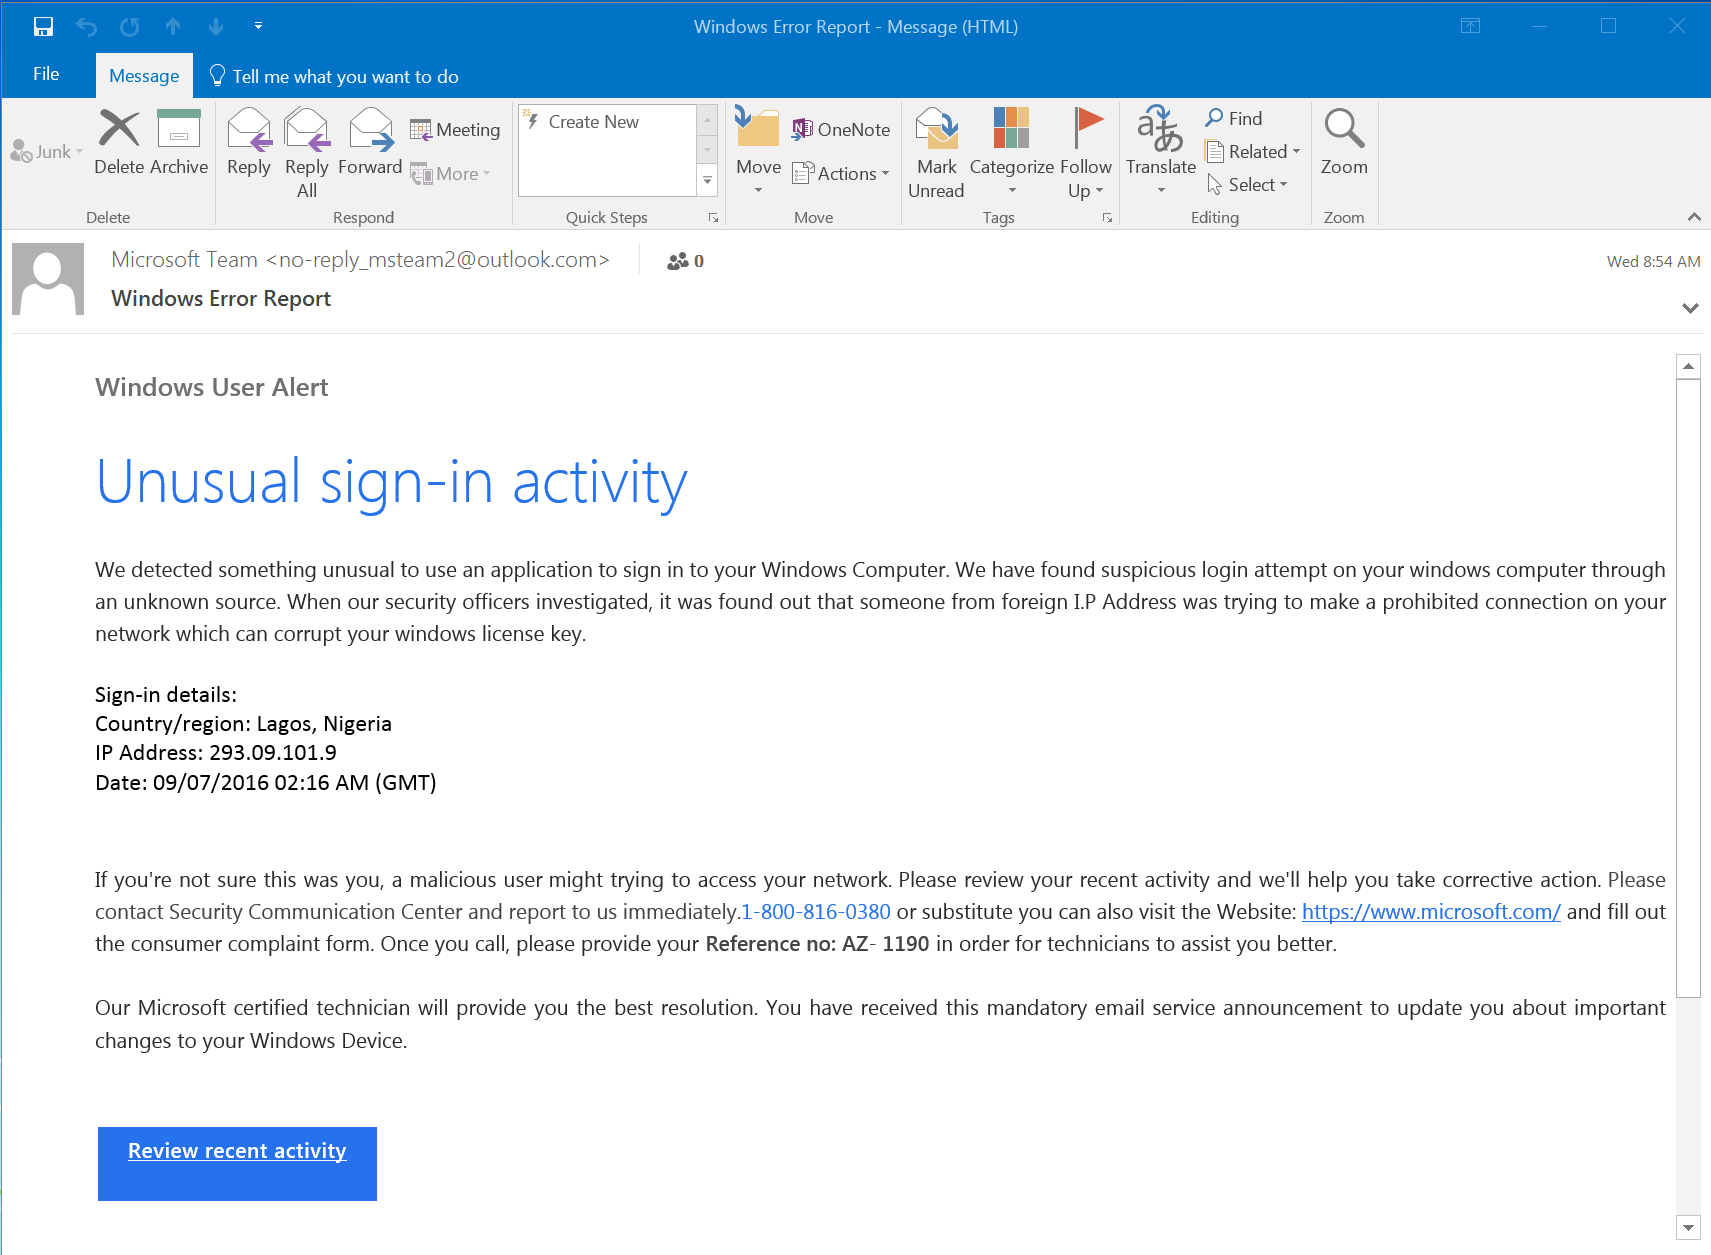 Windows Error Report - Message (HTML)
File
Message
Tell me what you want to do
Junk
Delete
Archive
Delete
Reply
Reply All
Forward
Meeting
More
Respond
Create New
Quick Steps
Move
OneNote
Actions
Move
Mark Unread
Categorize
Follow Up
Tags
Translate
Find
Related
Select
Editing
Zoom
Zoom
Microsoft Team <no-reply_msteam2@outlook.com>
0
Wed 8:54 AM
Windows Error Report
Windows User Alert
Unusual sign-in activity
We detected something unusual to use an application to sign in to your Windows Computer. We have found suspicious login attempt on your windows computer through
an unknown source. When our security officers investigated, it was found out that someone from foreign I.P Address was trying to make a prohibited connection on your
network which can corrupt your windows license key.
Sign-in details:
Country/region: Lagos, Nigeria
IP Address: 293.09.101.9
Date: 09/07/2016 02:16 AM (GMT)
If you're not sure this was you, a malicious user might trying to access your network. Please review your recent activity and we'll help you take corrective action. Please
contact Security Communication Center and report to us immediately.1-800-816-0380 or substitute you can also visit the Website: https://www.microsoft.com/ and fill out
the consumer complaint form. Once you call, please provide your Reference no: AZ- 1190 in order for technicians to assist you better.
Our Microsoft certified technician will provide you the best resolution. You have received this mandatory email service announcement to update you about important
changes to your Windows Device.
Review recent activity